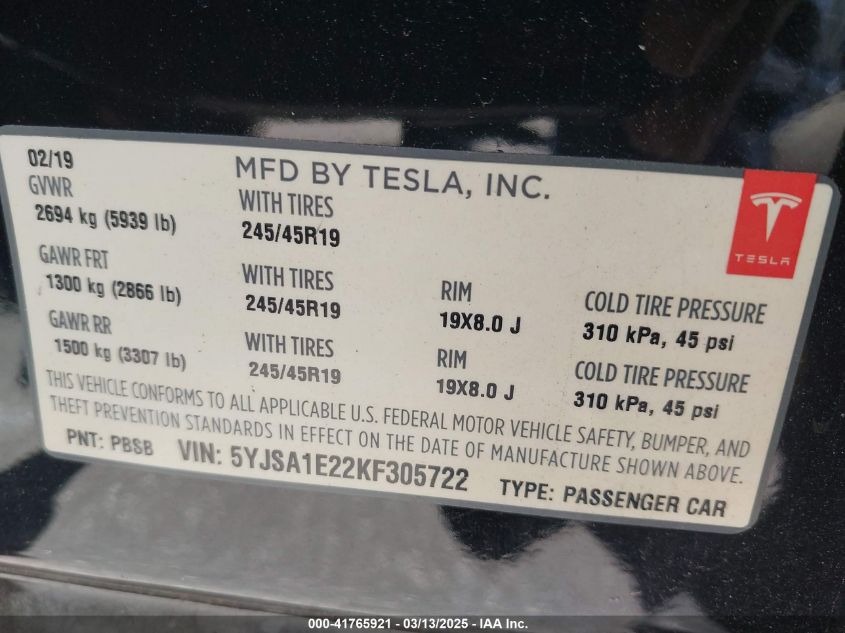 02/19
MFD BY TESLA, INC.
GVWR
2694 kg (5939 lb)
WITH TIRES
245/45R19
TESLA
GAWR FRT
1300 kg (2866 lb)
WITH TIRES
245/45R19
RIM
19X8.0 J
COLD TIRE PRESSURE
310 kPa, 45 psi
GAWR RR
1500 kg (3307 lb)
WITH TIRES
245/45R19
RIM
19X8.0 J
COLD TIRE PRESSURE
310 kPa, 45 psi
THIS VEHICLE CONFORMS TO ALL APPLICABLE U.S. FEDERAL MOTOR VEHICLE SAFETY, BUMPER, AND
THEFT PREVENTION STANDARDS IN EFFECT ON THE DATE OF MANUFACTURE SHOWN ABOVE.
PNT: PBSB VIN: 5YJSA1E22KF305722 TYPE: PASSENGER CAR
000-41765921 - 03/13/2025 - IAA Inc.